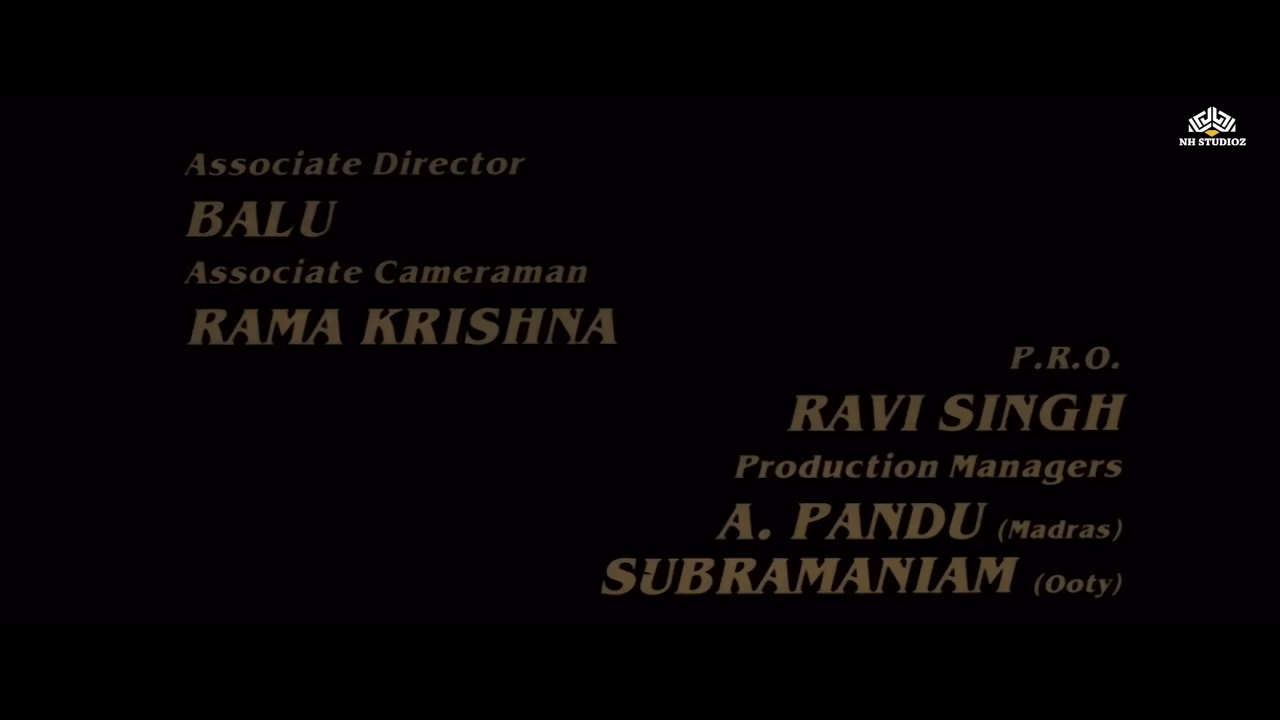 NH STUDIOZ
Associate Director
BALU
Associate Cameraman
RAMA KRISHNA
P.R.O.
RAVI SINGH
Production Managers
A. PANDU (Madras)
SUBRAMANIAM (Ooty)